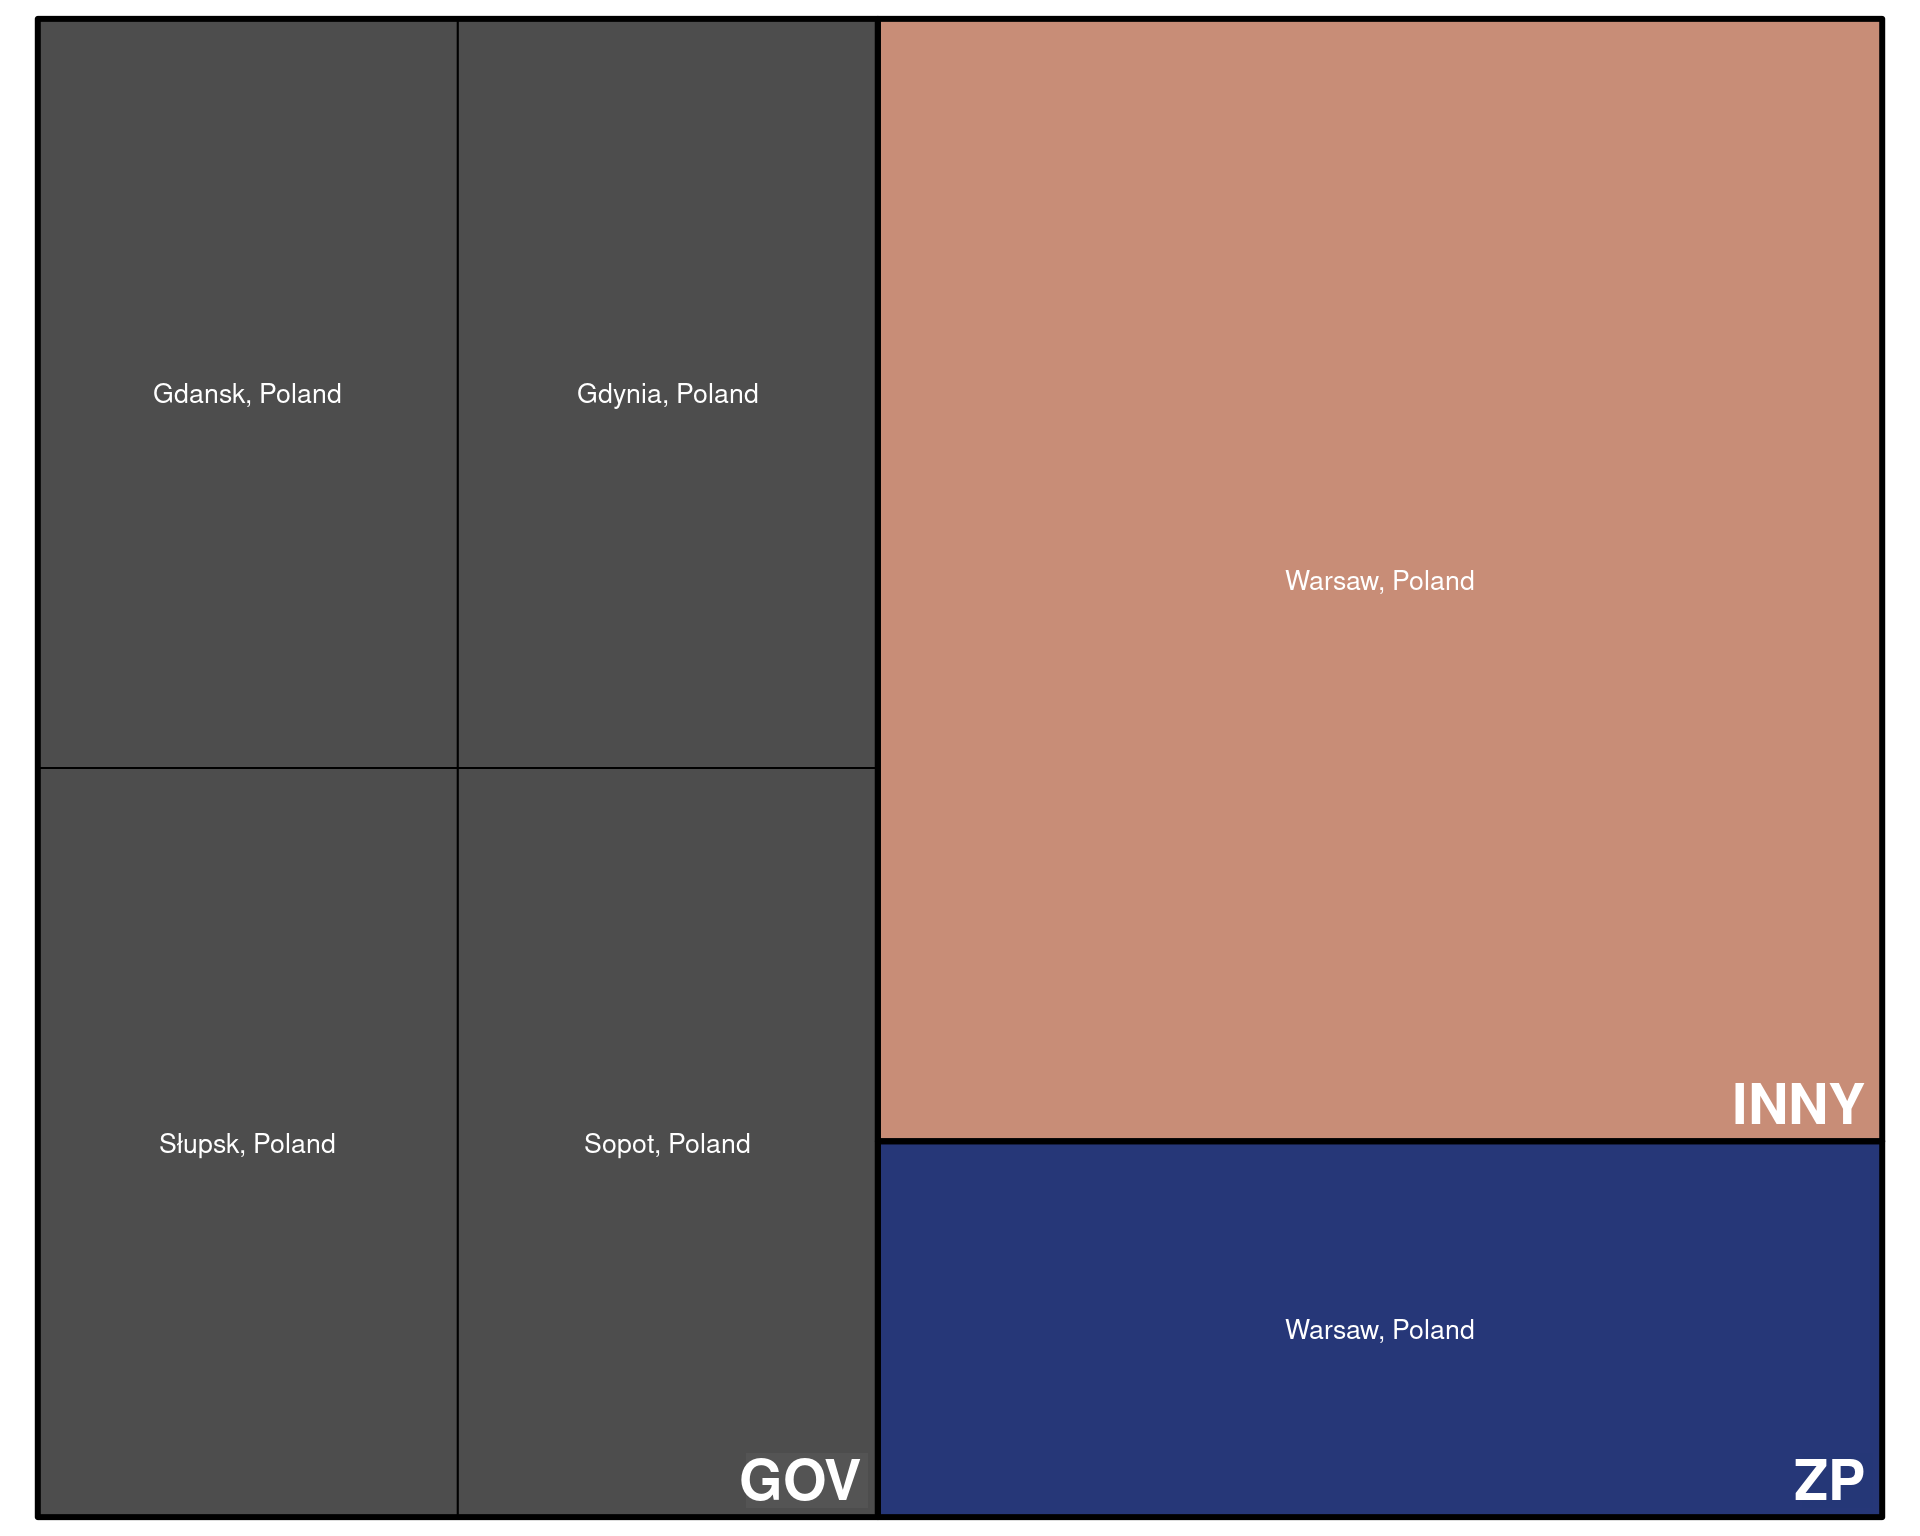 Gdansk, Poland
Gdynia, Poland
Warsaw, Poland
INNY
Słupsk, Poland
Sopot, Poland
Warsaw, Poland
GOV
ZP